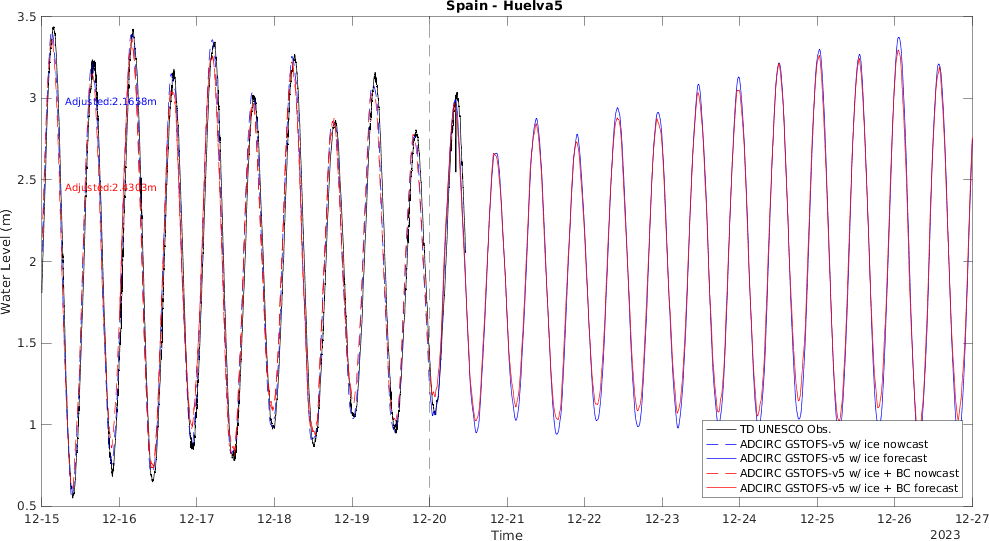 Spain - Huelva5
3.5
3
2.5
2
1.5
1
0.5
Water Level (m)
Adjusted:2.1658m
Adjusted:2.4303m
TD UNESCO Obs.
ADCIRC GSTOFS-v5 w/ ice nowcast
ADCIRC GSTOFS-v5 w/ ice forecast
ADCIRC GSTOFS-v5 w/ ice + BC nowcast
ADCIRC GSTOFS-v5 w/ ice + BC forecast
12-15 12-16 12-17 12-18 12-19 12-20 12-21 12-22 12-23 12-24 12-25 12-26 12-27
Time
2023